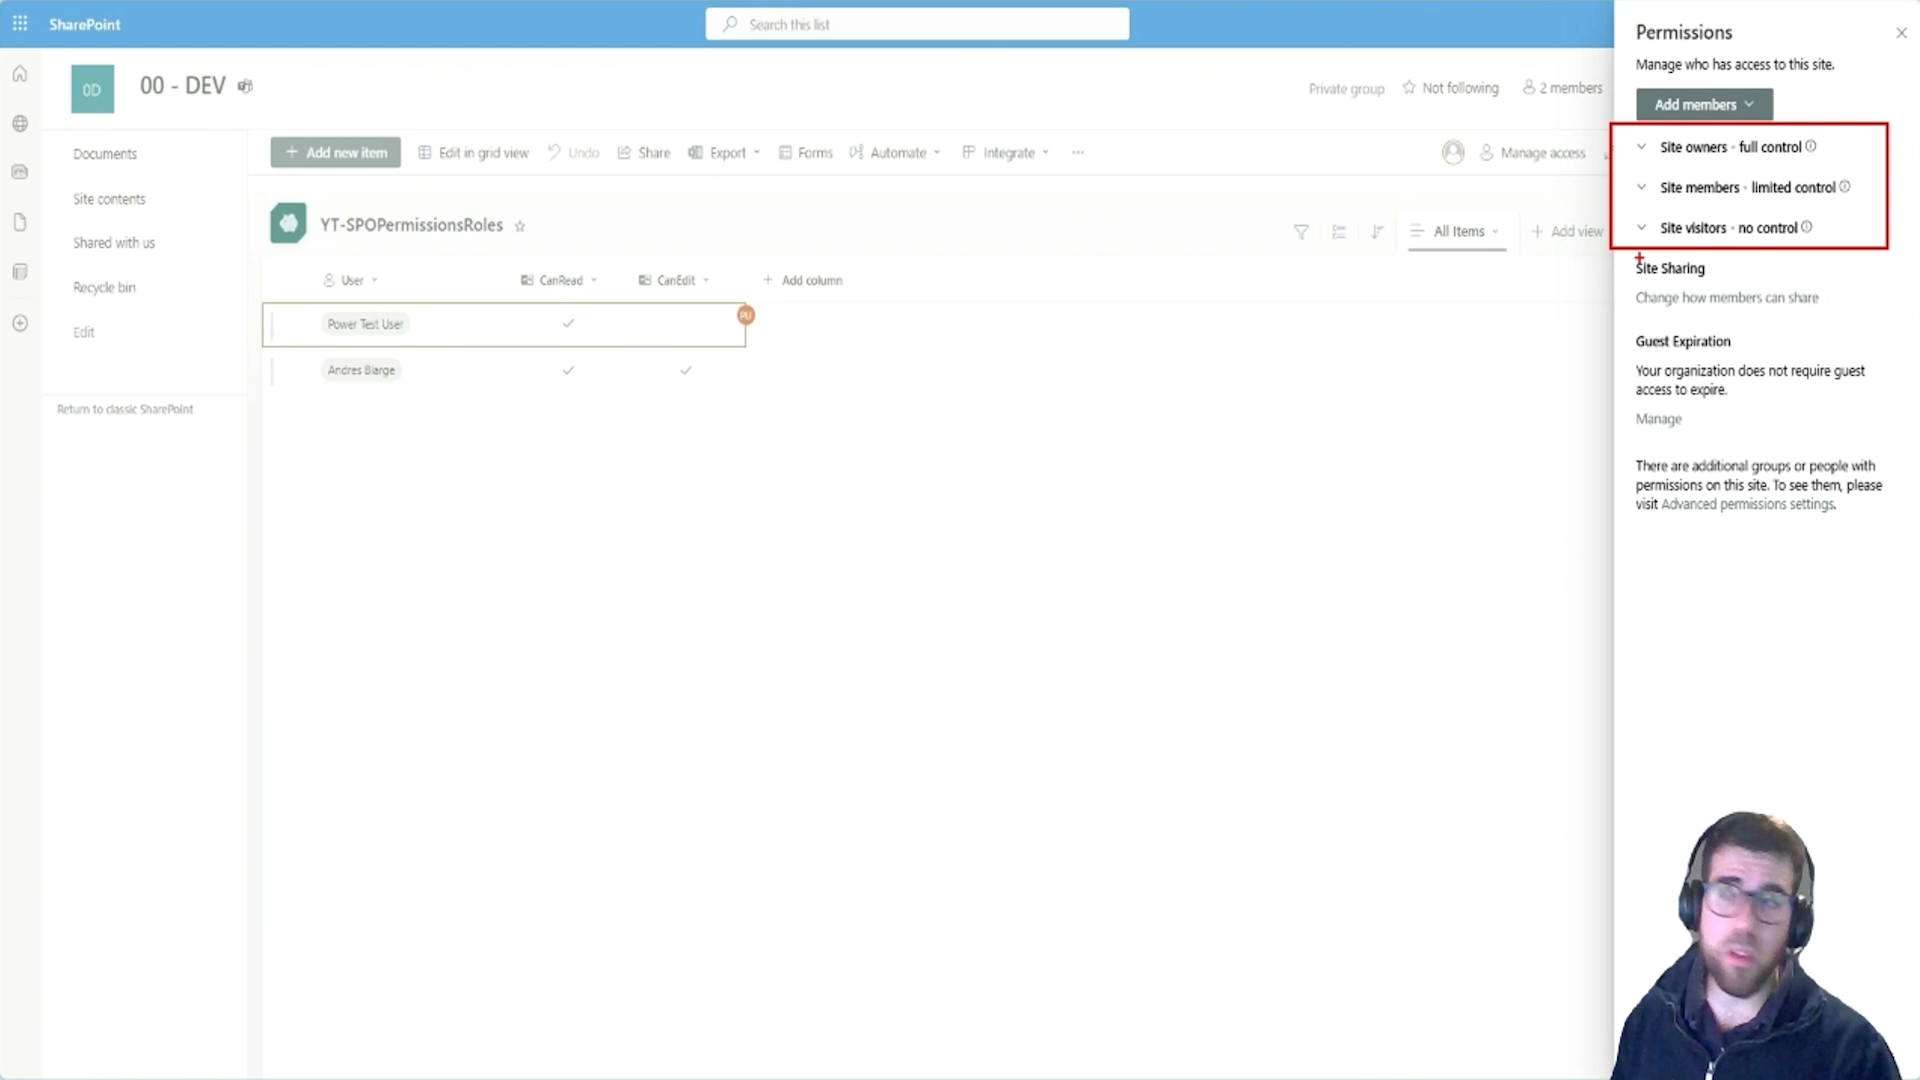 SharePoint
Search this list
0D
00 - DEV
Private group
Not following
2 members
Documents
Site contents
Shared with us
Recycle bin
Edit
Return to classic SharePoint
Add new item
Edit in grid view
Undo
Share
Export
Forms
Automate
Integrate
Manage access
YT-SPOPermissionsRoles
All Items
Add view
User
CanRead
CanEdit
Add column
Power Test User
PU
Andres Biarge
Permissions
Manage who has access to this site.
Add members
Site owners - full control
Site members - limited control
Site visitors - no control
Site Sharing
Change how members can share
Guest Expiration
Your organization does not require guest
access to expire.
Manage
There are additional groups or people with
permissions on this site. To see them, please
visit Advanced permissions settings.